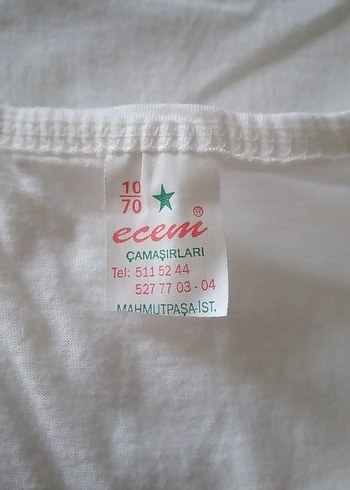 10
70
ecem®
ÇAMAŞIRLARI
Tel: 511 52 44
527 77 03 - 04
MAHMUTPAŞA-İST.